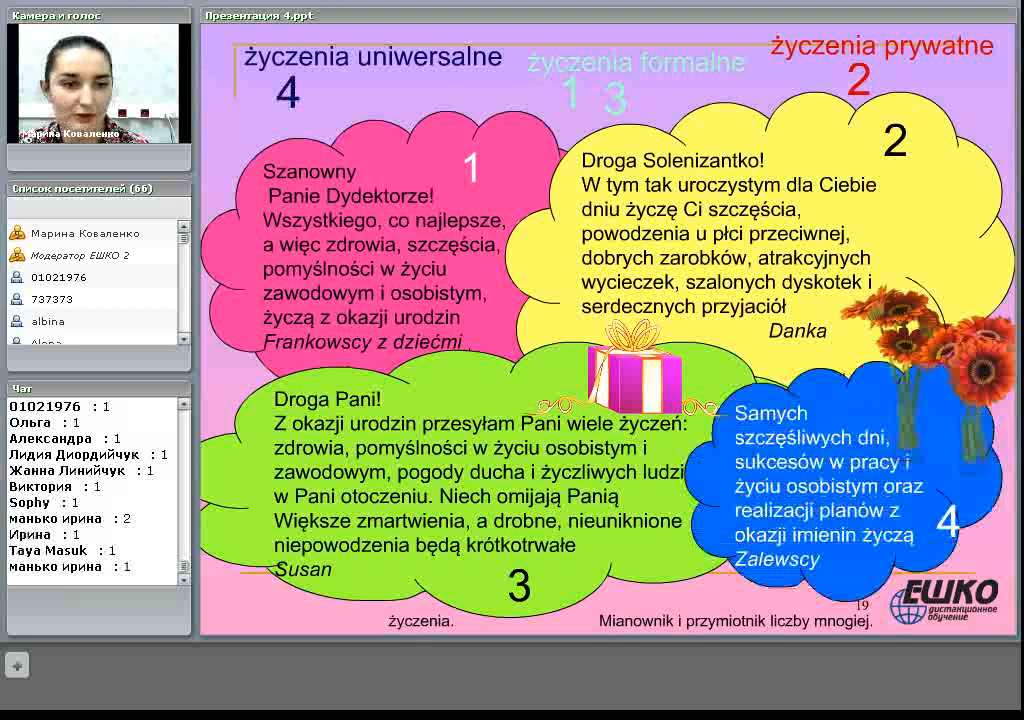 Камера и голос
Марина Коваленко
Список посетителей (66)
Марина Коваленко
Модератор ЕШКО 2
01021976
737373
albina
Alona
Чат
01021976 : 1
Ольга : 1
Александра : 1
Лидия Диордийчук : 1
Жанна Линийчук : 1
Виктория : 1
Sophy : 1
манько ирина : 2
Ирина : 1
Taya Masuk : 1
манько ирина : 1
Презентация 4.ppt
życzenia uniwersalne
4
życzenia formalne
1 3
życzenia prywatne
2
1
Szanowny
Panie Dydektorze!
Wszystkiego, co najlepsze,
a więc zdrowia, szczęścia,
pomyślności w życiu
zawodowym i osobistym,
życzą z okazji urodzin
Frankowscy z dziećmi
2
Droga Solenizantko!
W tym tak uroczystym dla Ciebie
dniu życzę Ci szczęścia,
powodzenia u płci przeciwnej,
dobrych zarobków, atrakcyjnych
wycieczek, szalonych dyskotek i
serdecznych przyjaciół
Danka
Droga Pani!
Z okazji urodzin przesyłam Pani wiele życzeń:
zdrowia, pomyślności w życiu osobistym i
zawodowym, pogody ducha i życzliwych ludzi
w Pani otoczeniu. Niech omijają Panią
Większe zmartwienia, a drobne, nieuniknione
niepowodzenia będą krótkotrwałe
Susan
3
Samych
szczęśliwych dni,
sukcesów w pracy i
życiu osobistym oraz
realizacji planów z
okazji imienin życzą
Zalewscy
4
życzenia.
Mianownik i przymiotnik liczby mnogiej.
19
ЕШКО
дистанционное
обучение